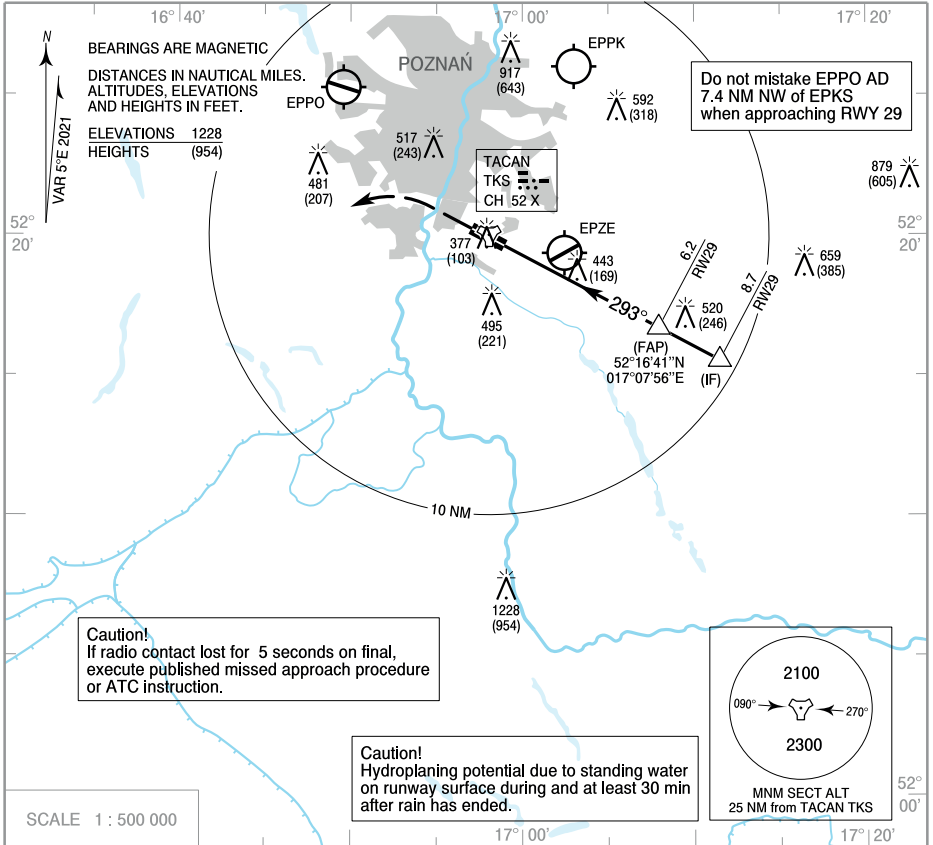 16° 40'
17° 00'
17° 20'
N
VAR 5°E 2021
BEARINGS ARE MAGNETIC
DISTANCES IN NAUTICAL MILES.
ALTITUDES, ELEVATIONS
AND HEIGHTS IN FEET.
ELEVATIONS 1228
HEIGHTS (954)
POZNAŃ
EPPO
917
(643)
EPPK
592
(318)
Do not mistake EPPO AD
7.4 NM NW of EPKS
when approaching RWY 29
517
(243)
481
(207)
TACAN
TKS
CH 52 X
879
(605)
52°
20'
52°
20'
377
(103)
EPZE
443
(169)
6.2
RW29
8.7
RW29
659
(385)
495
(221)
293°
520
(246)
(FAP)
52°16'41"N
017°07'56"E
(IF)
10 NM
1228
(954)
Caution!
If radio contact lost for 5 seconds on final,
execute published missed approach procedure
or ATC instruction.
2100
090°
270°
2300
MNM SECT ALT
25 NM from TACAN TKS
Caution!
Hydroplaning potential due to standing water
on runway surface during and at least 30 min
after rain has ended.
52°
00'
SCALE 1 : 500 000
17° 00'
17° 20'